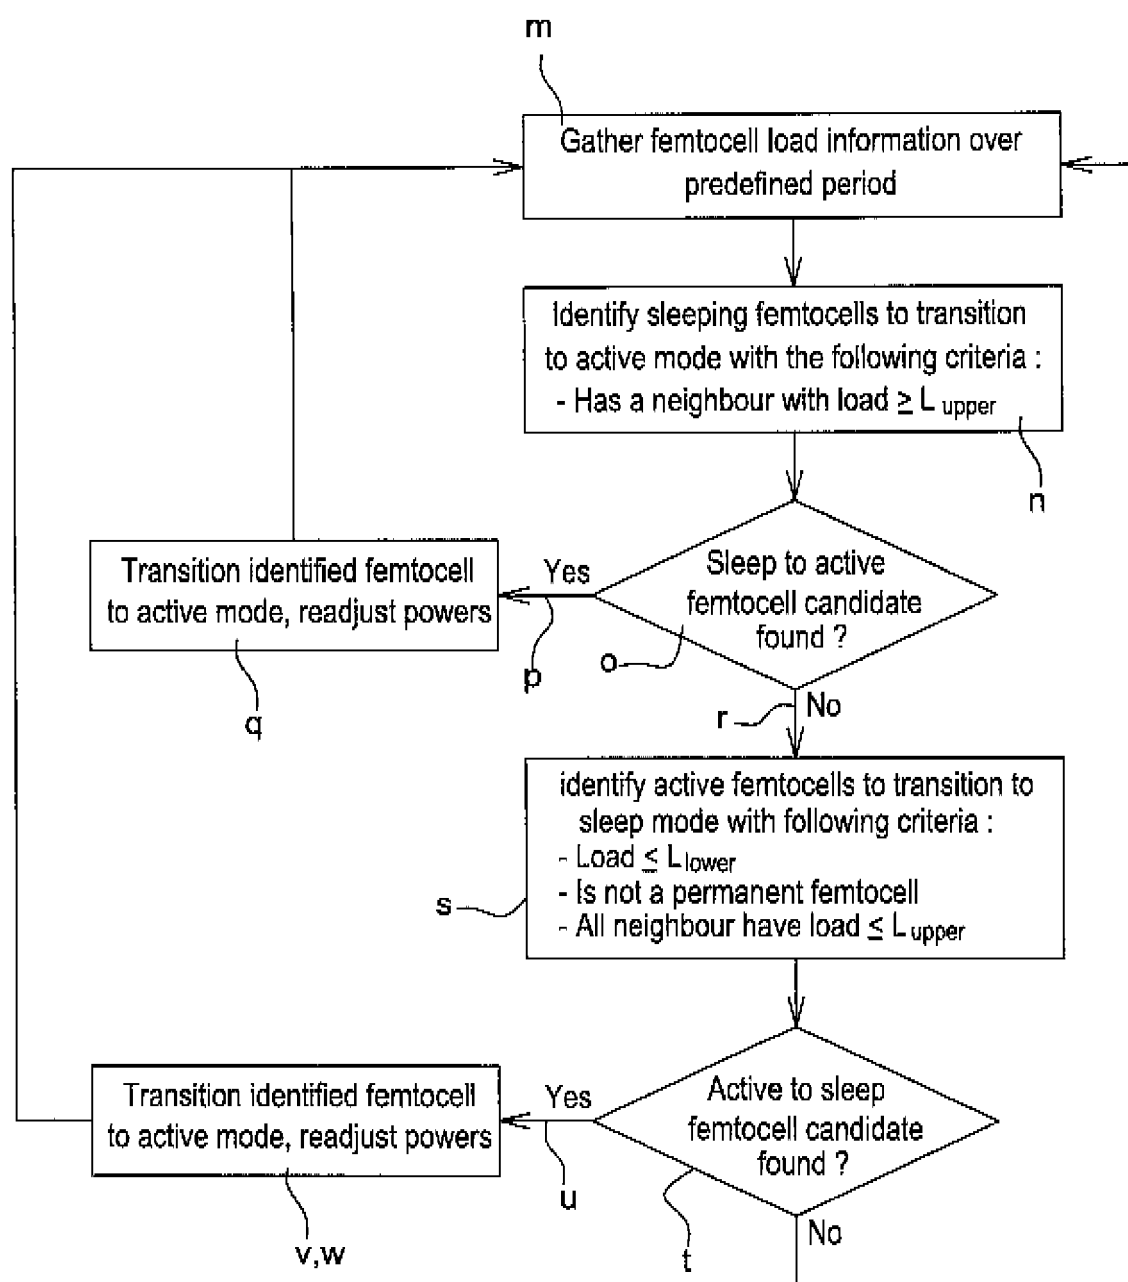 m
Gather femtocell load information over
predefined period
Identify sleeping femtocells to transition
to active mode with the following criteria :
- Has a neighbour with load ≥ L upper
n
Transition identified femtocell
to active mode, readjust powers
q
Yes
p
Sleep to active
femtocell candidate
found ?
o
r
No
identify active femtocells to transition to
sleep mode with following criteria :
- Load ≤ L lower
- Is not a permanent femtocell
- All neighbour have load ≤ L upper
s
Transition identified femtocell
to active mode, readjust powers
v,w
Yes
u
Active to sleep
femtocell candidate
found ?
t
No